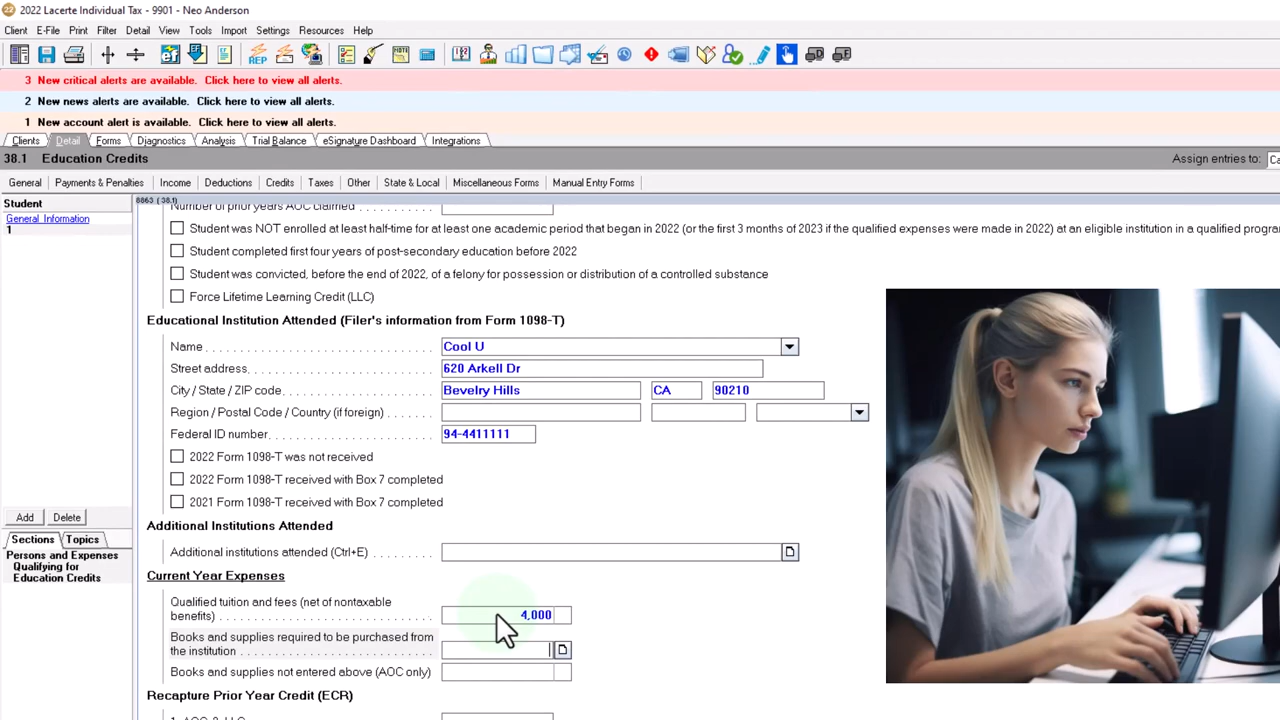 2022 Lacerte Individual Tax - 9901 - Neo Anderson
Client E-File Print Filter Detail View Tools Import Settings Resources Help
3 New critical alerts are available. Click here to view all alerts.
2 New news alerts are available. Click here to view all alerts.
1 New account alert is available. Click here to view all alerts.
Clients Detail Forms Diagnostics Analysis Trial Balance eSignature Dashboard Integrations
38.1 Education Credits Assign entries to:
General Payments & Penalties Income Deductions Credits Taxes Other State & Local Miscellaneous Forms Manual Entry Forms
Student
8863 (38.1)
General Information
1
Number of prior years AOC claimed
Student was NOT enrolled at least half-time for at least one academic period that began in 2022 (or the first 3 months of 2023 if the qualified expenses were made in 2022) at an eligible institution in a qualified progra
Student completed first four years of post-secondary education before 2022
Student was convicted, before the end of 2022, of a felony for possession or distribution of a controlled substance
Force Lifetime Learning Credit (LLC)
Educational Institution Attended (Filer's information from Form 1098-T)
Name Cool U
Street address 620 Arkell Dr
City / State / ZIP code Bevelry Hills CA 90210
Region / Postal Code / Country (if foreign)
Federal ID number 94-4411111
2022 Form 1098-T was not received
2022 Form 1098-T received with Box 7 completed
2021 Form 1098-T received with Box 7 completed
Add Delete
Additional Institutions Attended
Sections Topics
Additional institutions attended (Ctrl+E)
Persons and Expenses
Qualifying for
Education Credits
Current Year Expenses
Qualified tuition and fees (net of nontaxable
benefits) 4,000
Books and supplies required to be purchased from
the institution
Books and supplies not entered above (AOC only)
Recapture Prior Year Credit (ECR)